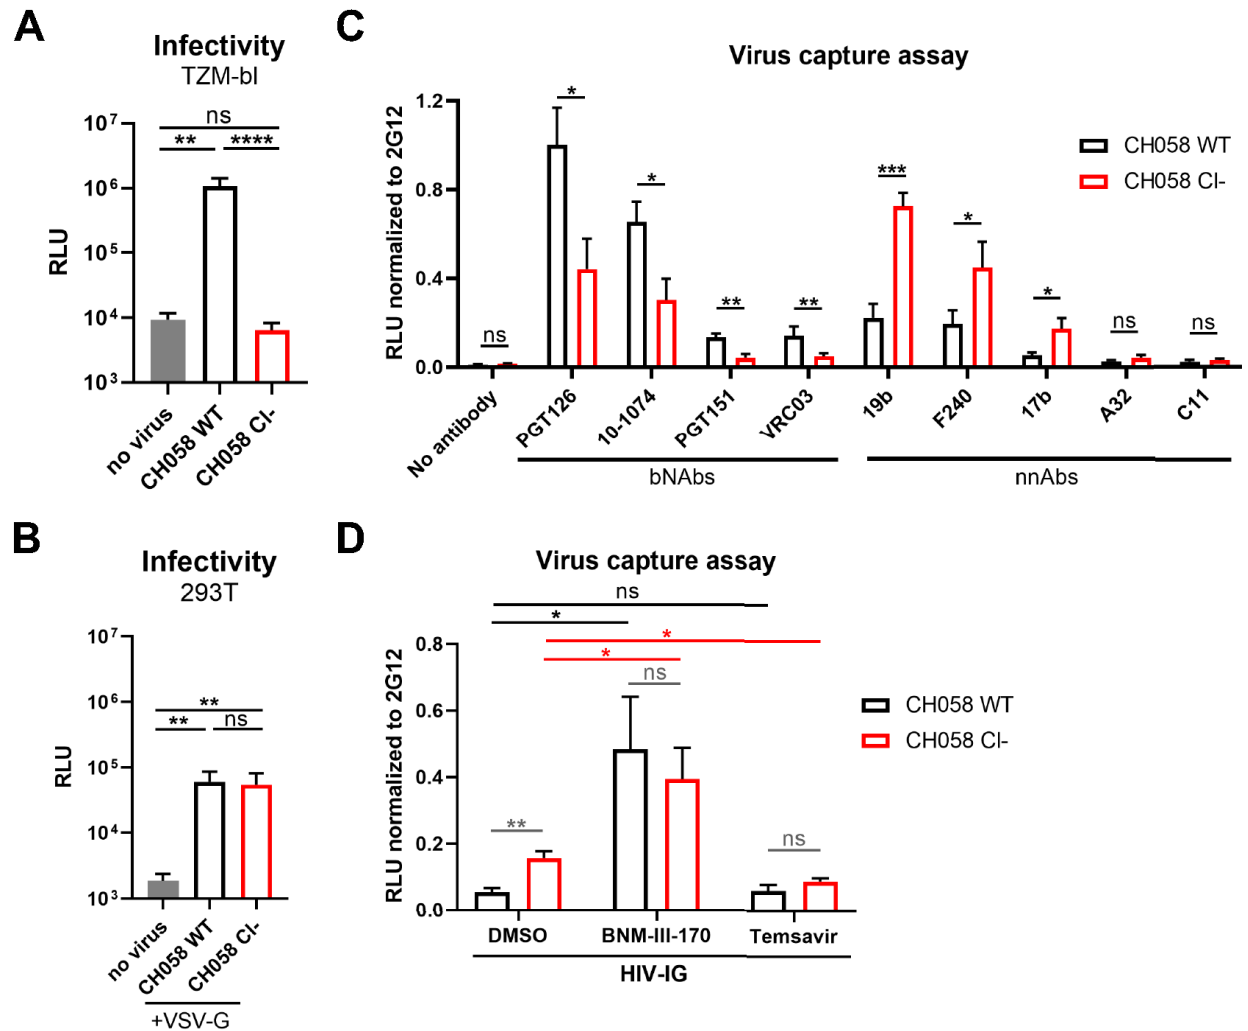 A
Infectivity
TZM-bl
RLU
10⁷
10⁶
10⁵
10⁴
10³
ns
** ****
no virus
CH058 WT
CH058 Cl-
C
Virus capture assay
RLU normalized to 2G12
1.2
0.8
0.4
0.0
CH058 WT
CH058 Cl-
ns
*
*
**
**
***
*
*
ns
ns
No antibody
PGT126
10-1074
PGT151
VRC03
19b
F240
17b
A32
C11
bNAbs
nnAbs
B
Infectivity
293T
RLU
10⁷
10⁶
10⁵
10⁴
10³
**
** ns
no virus
CH058 WT
CH058 Cl-
+VSV-G
D
Virus capture assay
RLU normalized to 2G12
0.8
0.6
0.4
0.2
0.0
ns
*
*
*
ns
**
ns
CH058 WT
CH058 Cl-
DMSO
BNM-III-170
Temsavir
HIV-IG